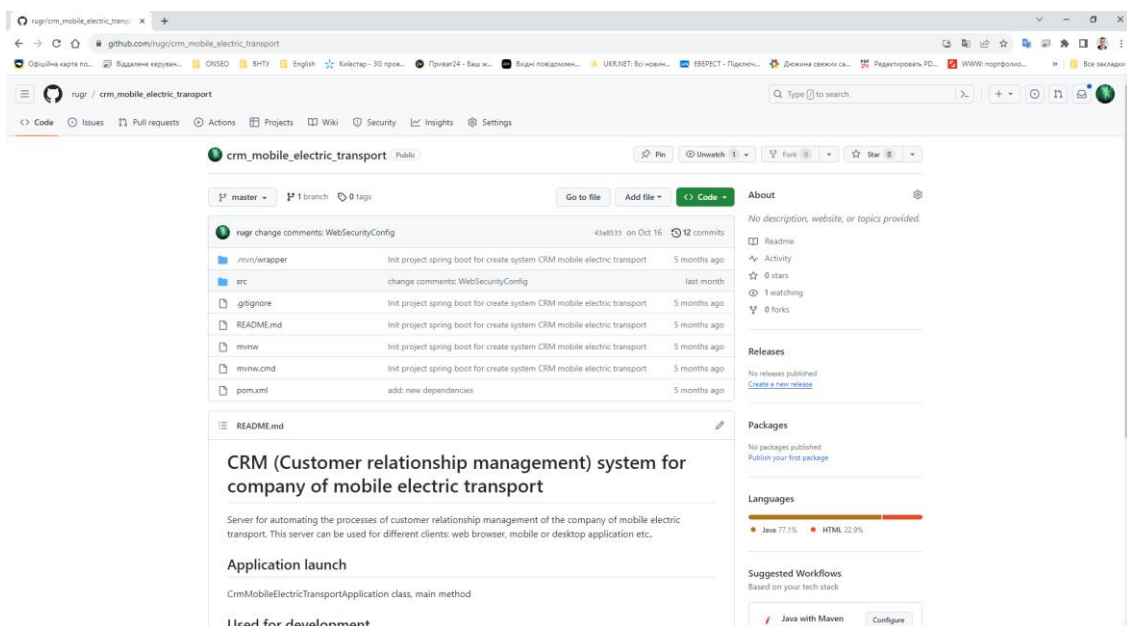 rugr/crm_mobile_electric_transp
github.com/rugr/crm_mobile_electric_transport
Офіційна карта по... Віддалене керуван... ONSEO ВНТУ English Київстар - 3G пров... Приват24 - Ваш ж... Вхідні повідомлен... UKR.NET: Всі новин... ЕВЕРЕСТ - Підключ... Дюжина свежих са... Редактировать PD... WWW: портфолио... » Все закладки
rugr / crm_mobile_electric_transport Type / to search
Code Issues Pull requests Actions Projects Wiki Security Insights Settings
crm_mobile_electric_transport Public Pin Unwatch 1 Fork 0 Star 0
master 1 branch 0 tags Go to file Add file Code
rugr change comments: WebSecurityConfig 43a8533 on Oct 16 12 commits
.mvn/wrapper Init project spring boot for create system CRM mobile electric transport 5 months ago
src change comments: WebSecurityConfig last month
.gitignore Init project spring boot for create system CRM mobile electric transport 5 months ago
README.md Init project spring boot for create system CRM mobile electric transport 5 months ago
mvnw Init project spring boot for create system CRM mobile electric transport 5 months ago
mvnw.cmd Init project spring boot for create system CRM mobile electric transport 5 months ago
pom.xml add: new dependencies 5 months ago
README.md
CRM (Customer relationship management) system for
company of mobile electric transport
Server for automating the processes of customer relationship management of the company of mobile electric
transport. This server can be used for different clients: web browser, mobile or desktop application etc..
Application launch
CrmMobileElectricTransportApplication class, main method
Used for development
About
No description, website, or topics provided.
Readme
Activity
0 stars
1 watching
0 forks
Releases
No releases published
Create a new release
Packages
No packages published
Publish your first package
Languages
Java 77.1% HTML 22.9%
Suggested Workflows
Based on your tech stack
Java with Maven Configure